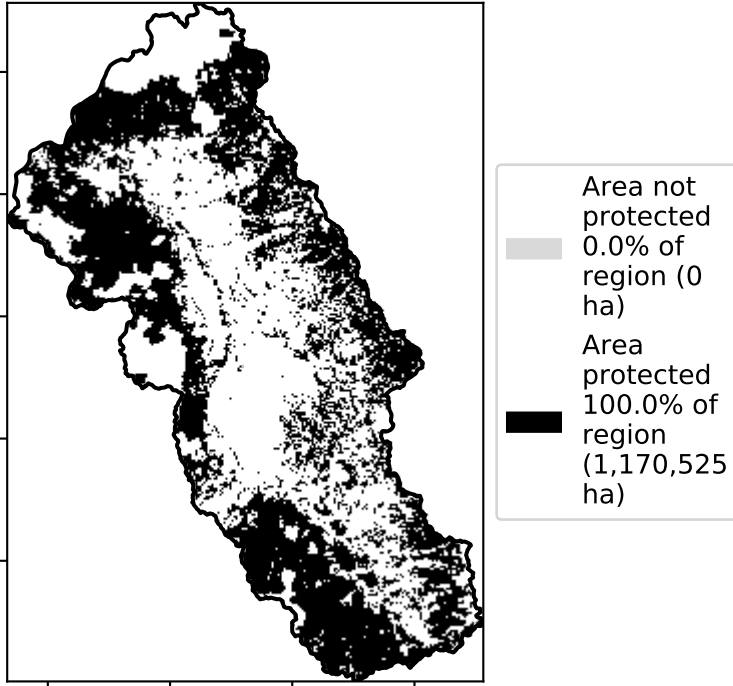 Area not
protected
0.0% of
region (0
ha)
Area
protected
100.0% of
region
(1,170,525
ha)